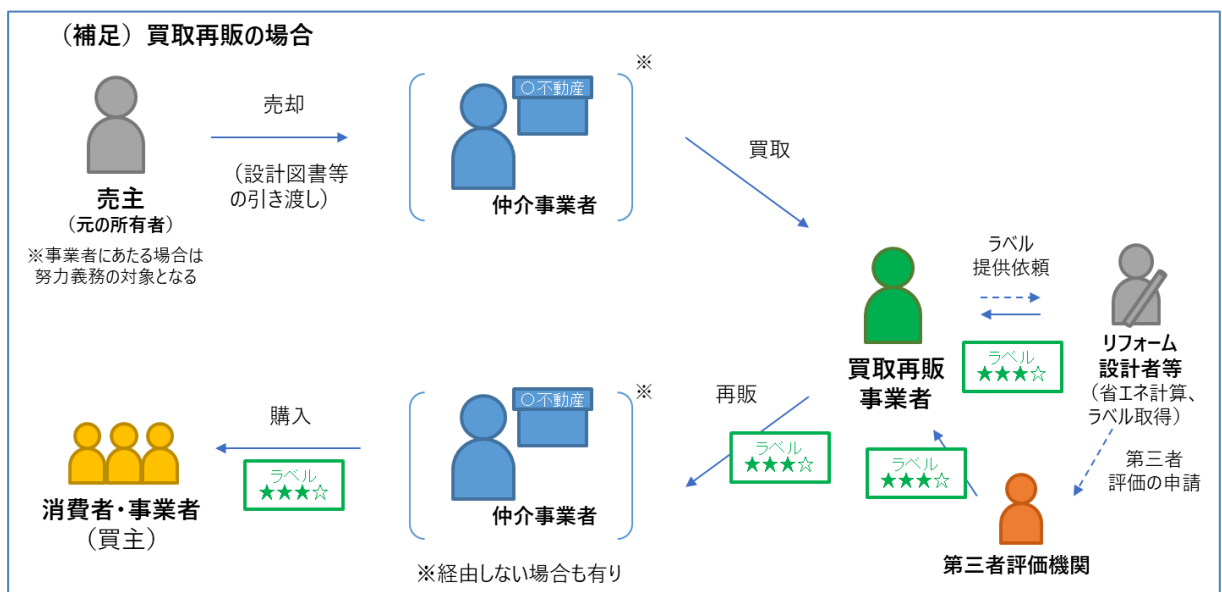 （補足）買取再販の場合
売主
（元の所有者）
※事業者にあたる場合は
努力義務の対象となる
売却
（設計図書等
の引き渡し）
○不動産
仲介事業者
※
買取
買取再販
事業者
ラベル
提供依頼
ラベル
★★★☆
リフォーム
設計者等
（省エネ計算、
ラベル取得）
第三者
評価の申請
第三者評価機関
ラベル
★★★☆
再販
ラベル
★★★☆
○不動産
仲介事業者
※
※経由しない場合も有り
購入
ラベル
★★★☆
消費者・事業者
（買主）